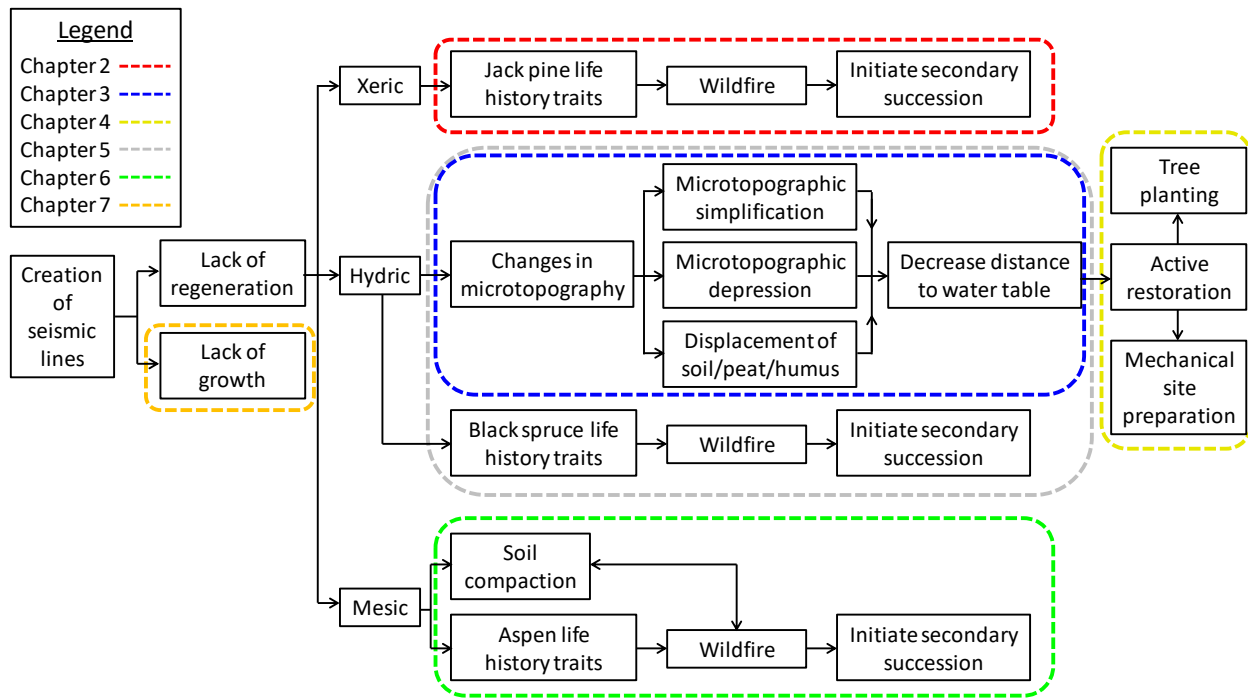 Legend
Chapter 2
Chapter 3
Chapter 4
Chapter 5
Chapter 6
Chapter 7
Creation
of
seismic
lines
Lack of
regeneration
Lack of
growth
Xeric
Jack pine life
history traits
Wildfire
Initiate secondary
succession
Hydric
Changes in
microtopography
Microtopographic
simplification
Microtopographic
depression
Displacement of
soil/peat/humus
Decrease distance
to water table
Tree
planting
Active
restoration
Mechanical
site
preparation
Black spruce life
history traits
Wildfire
Initiate secondary
succession
Mesic
Soil
compaction
Aspen life
history traits
Wildfire
Initiate secondary
succession